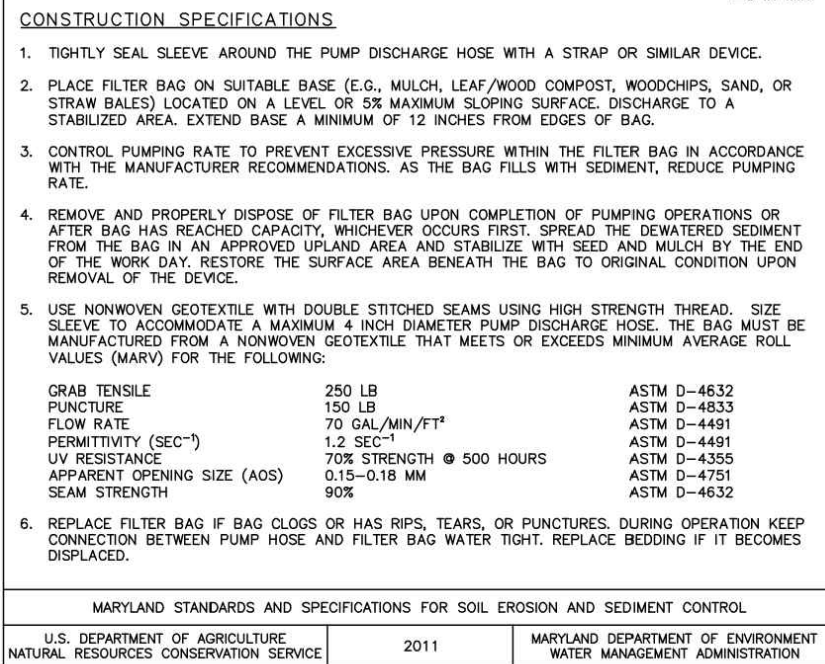 CONSTRUCTION SPECIFICATIONS
1. TIGHTLY SEAL SLEEVE AROUND THE PUMP DISCHARGE HOSE WITH A STRAP OR SIMILAR DEVICE.
2. PLACE FILTER BAG ON SUITABLE BASE (E.G., MULCH, LEAF/WOOD COMPOST, WOODCHIPS, SAND, OR
STRAW BALES) LOCATED ON A LEVEL OR 5% MAXIMUM SLOPING SURFACE. DISCHARGE TO A
STABILIZED AREA. EXTEND BASE A MINIMUM OF 12 INCHES FROM EDGES OF BAG.
3. CONTROL PUMPING RATE TO PREVENT EXCESSIVE PRESSURE WITHIN THE FILTER BAG IN ACCORDANCE
WITH THE MANUFACTURER RECOMMENDATIONS. AS THE BAG FILLS WITH SEDIMENT, REDUCE PUMPING
RATE.
4. REMOVE AND PROPERLY DISPOSE OF FILTER BAG UPON COMPLETION OF PUMPING OPERATIONS OR
AFTER BAG HAS REACHED CAPACITY, WHICHEVER OCCURS FIRST. SPREAD THE DEWATERED SEDIMENT
FROM THE BAG IN AN APPROVED UPLAND AREA AND STABILIZE WITH SEED AND MULCH BY THE END
OF THE WORK DAY. RESTORE THE SURFACE AREA BENEATH THE BAG TO ORIGINAL CONDITION UPON
REMOVAL OF THE DEVICE.
5. USE NONWOVEN GEOTEXTILE WITH DOUBLE STITCHED SEAMS USING HIGH STRENGTH THREAD. SIZE
SLEEVE TO ACCOMMODATE A MAXIMUM 4 INCH DIAMETER PUMP DISCHARGE HOSE. THE BAG MUST BE
MANUFACTURED FROM A NONWOVEN GEOTEXTILE THAT MEETS OR EXCEEDS MINIMUM AVERAGE ROLL
VALUES (MARV) FOR THE FOLLOWING:
GRAB TENSILE 250 LB ASTM D-4632
PUNCTURE 150 LB ASTM D-4833
FLOW RATE 70 GAL/MIN/FT² ASTM D-4491
PERMITTIVITY (SEC⁻¹) 1.2 SEC⁻¹ ASTM D-4491
UV RESISTANCE 70% STRENGTH @ 500 HOURS ASTM D-4355
APPARENT OPENING SIZE (AOS) 0.15-0.18 MM ASTM D-4751
SEAM STRENGTH 90% ASTM D-4632
6. REPLACE FILTER BAG IF BAG CLOGS OR HAS RIPS, TEARS, OR PUNCTURES. DURING OPERATION KEEP
CONNECTION BETWEEN PUMP HOSE AND FILTER BAG WATER TIGHT. REPLACE BEDDING IF IT BECOMES
DISPLACED.
MARYLAND STANDARDS AND SPECIFICATIONS FOR SOIL EROSION AND SEDIMENT CONTROL
U.S. DEPARTMENT OF AGRICULTURE
NATURAL RESOURCES CONSERVATION SERVICE
2011
MARYLAND DEPARTMENT OF ENVIRONMENT
WATER MANAGEMENT ADMINISTRATION